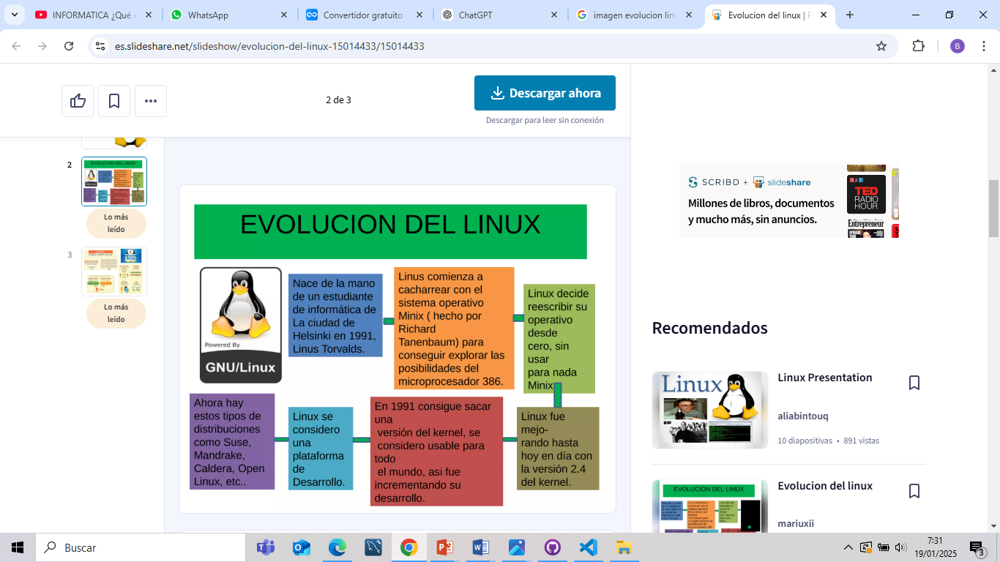 INFORMATICA ¿Qué
WhatsApp
Convertidor gratuito
ChatGPT
imagen evolucion lin
Evolucion del linux |
es.slideshare.net/slideshow/evolucion-del-linux-15014433/15014433
B
2 de 3
Descargar ahora
Descargar para leer sin conexión
2
EVOLUCION DEL LINUX
Lo más
leído
3
THEN AND NOW
Lo más
leído
EVOLUCION DEL LINUX
Powered By
GNU/Linux
Nace de la mano
de un estudiante
de informática de
La ciudad de
Helsinki en 1991,
Linus Torvalds.
Linus comienza a
cacharrear con el
sistema operativo
Minix ( hecho por
Richard
Tanenbaum) para
conseguir explorar las
posibilidades del
microprocesador 386.
Linux decide
reescribir su
operativo
desde
cero, sin
usar
para nada
Minix
Ahora hay
estos tipos de
distribuciones
como Suse,
Mandrake,
Caldera, Open
Linux, etc..
Linux se
considero
una
plataforma
de
Desarrollo.
En 1991 consigue sacar
una
versión del kernel, se
considero usable para
todo
el mundo, asi fue
incrementando su
desarrollo.
Linux fue
mejo-
rando hasta
hoy en día con
la versión 2.4
del kernel.
SCRIBD + slideshare
Millones de libros, documentos
y mucho más, sin anuncios.
npr
TED
RADIO
HOUR
Entrepreneur
Recomendados
Linux
Linux Presentation
aliabintouq
10 diapositivas • 891 vistas
EVOLUCION DEL LINUX
Evolucion del linux
mariuxii
Buscar
7:31
19/01/2025
3